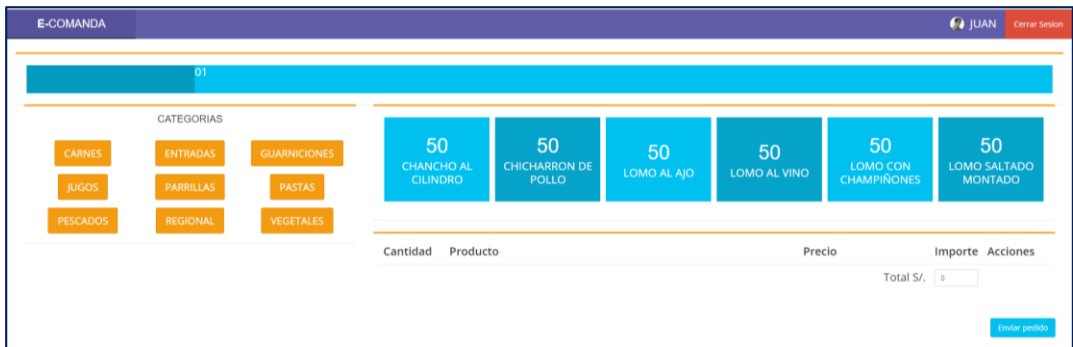 E-COMANDA
JUAN
Cerrar Sesion
01
CATEGORIAS
CARNES ENTRADAS GUARNICIONES
JUGOS PARRILLAS PASTAS
PESCADOS REGIONAL VEGETALES
50
CHANCHO AL
CILINDRO
50
CHICHARRON DE
POLLO
50
LOMO AL AJO
50
LOMO AL VINO
50
LOMO CON
CHAMPIÑONES
50
LOMO SALTADO
MONTADO
Cantidad Producto Precio Importe Acciones
Total S/. 0
Enviar pedido